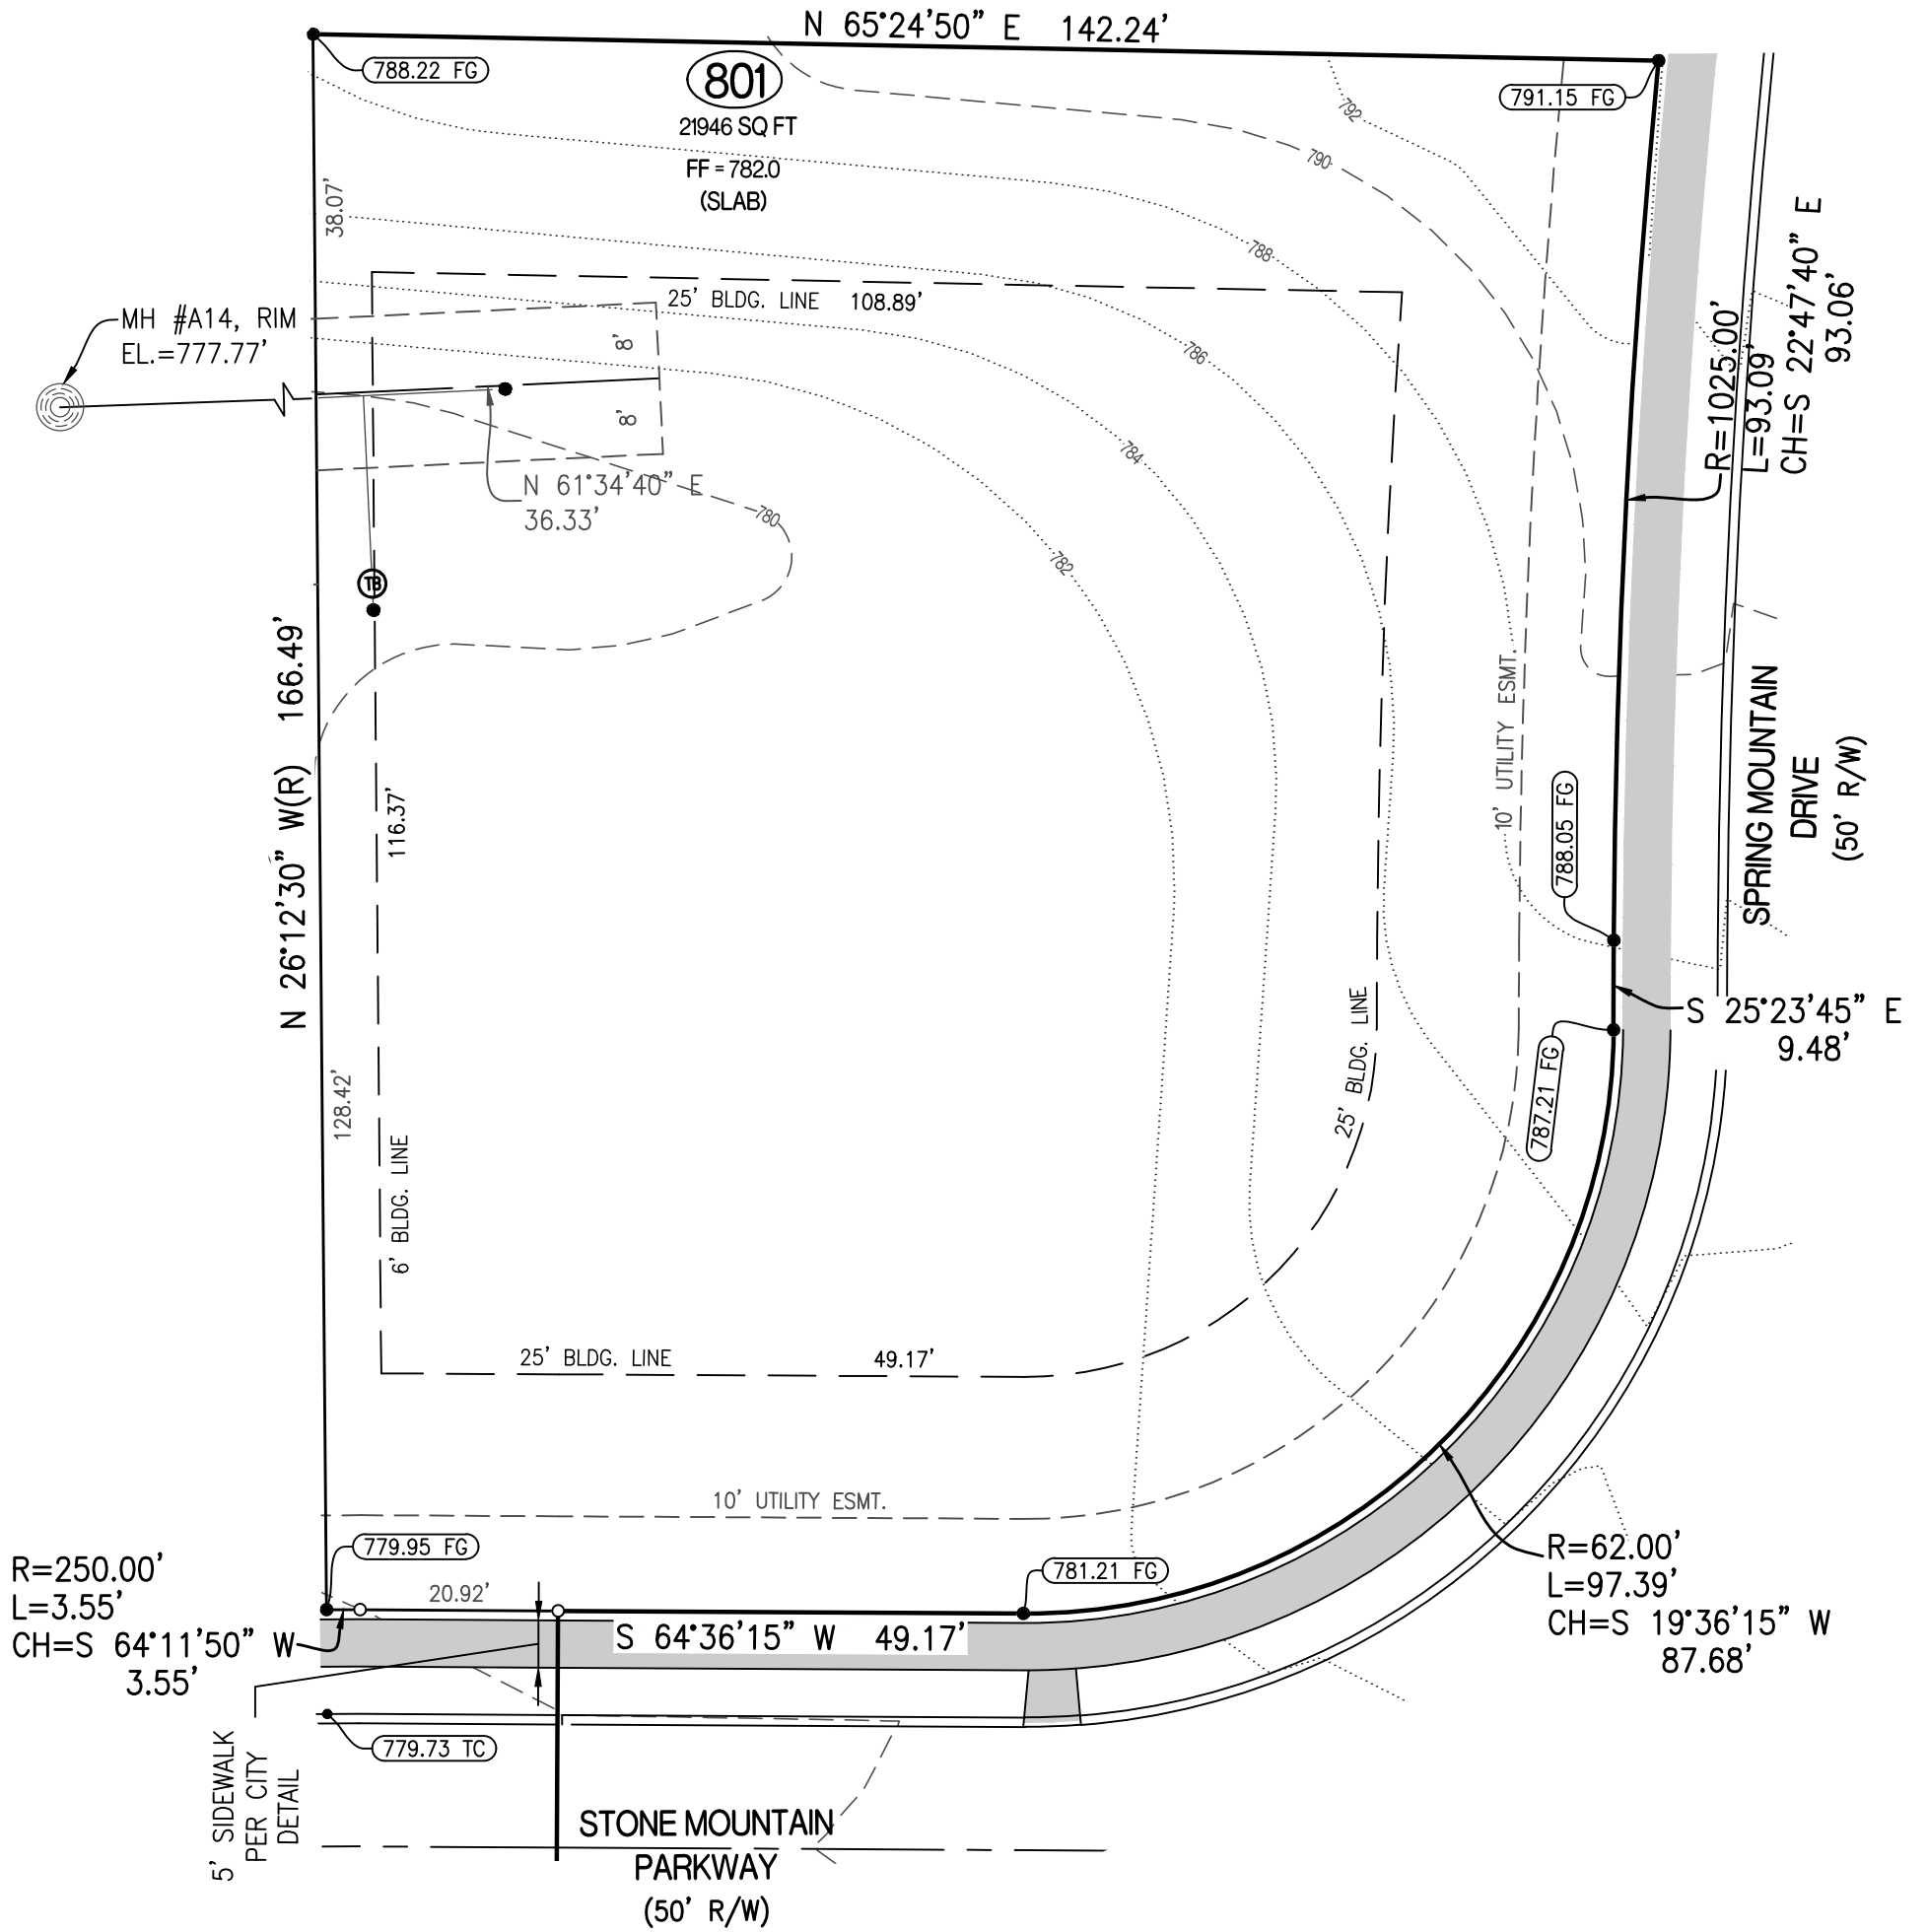 N 65°24'50" E 142.24'
788.22 FG
801
21946 SQ FT
FF = 782.0
(SLAB)
791.15 FG
792
790
788
786
784
782
780
38.07'
25' BLDG. LINE 108.89'
MH #A14, RIM
EL.=777.77'
8'
8'
N 61°34'40" E
36.33'
TB
R=1025.00'
L=93.09'
CH=S 22°47'40" E
93.06'
N 26°12'30" W(R) 166.49'
116.37'
128.42'
6' BLDG. LINE
10' UTILITY ESMT.
25' BLDG. LINE
788.05 FG
SPRING MOUNTAIN
DRIVE
(50' R/W)
S 25°23'45" E
9.48'
787.21 FG
25' BLDG. LINE 49.17'
10' UTILITY ESMT.
779.95 FG
781.21 FG
20.92'
R=250.00'
L=3.55'
CH=S 64°11'50" W
3.55'
S 64°36'15" W 49.17'
R=62.00'
L=97.39'
CH=S 19°36'15" W
87.68'
779.73 TC
5' SIDEWALK
PER CITY
DETAIL
STONE MOUNTAIN
PARKWAY
(50' R/W)